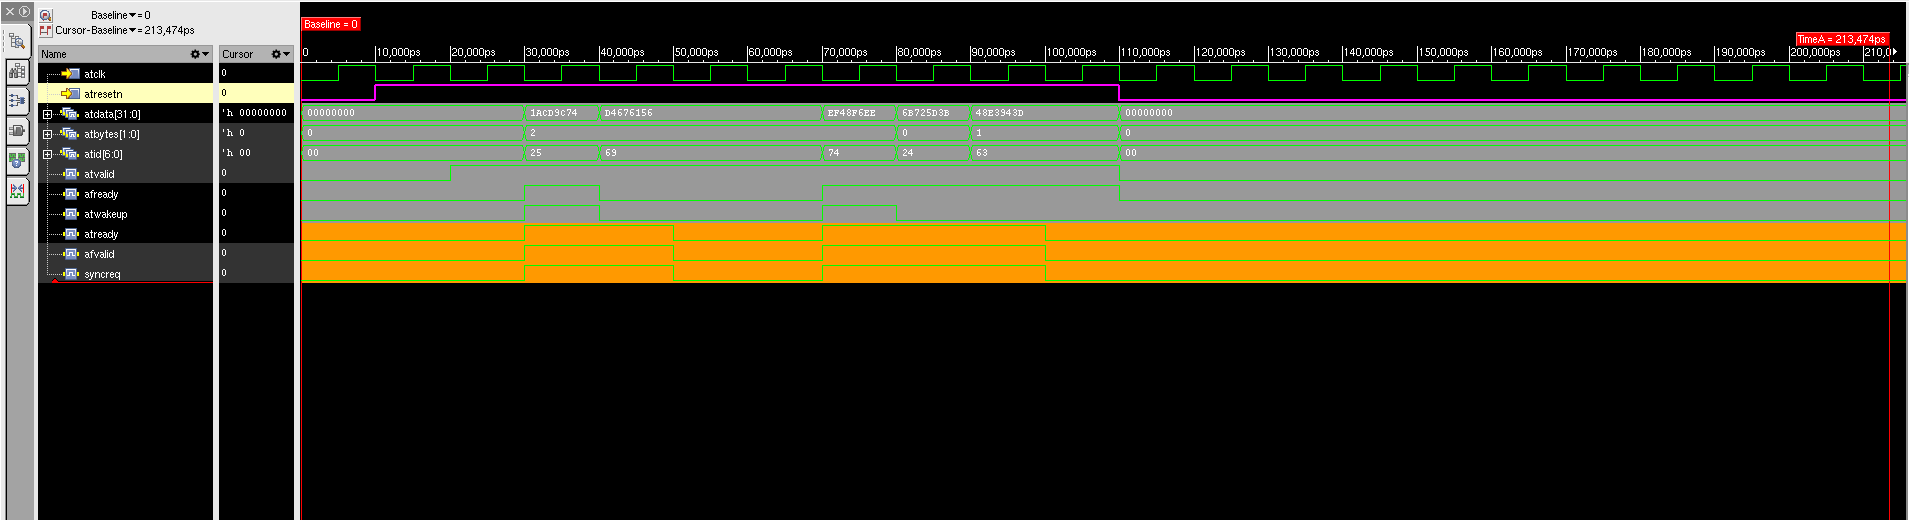 Baseline▼= 0
Cursor-Baseline▼= 213,474ps
Baseline = 0
TimeA = 213,474ps
Name Cursor 0 10,000ps 20,000ps 30,000ps 40,000ps 50,000ps 60,000ps 70,000ps 80,000ps 90,000ps 100,000ps 110,000ps 120,000ps 130,000ps 140,000ps 150,000ps 160,000ps 170,000ps 180,000ps 190,000ps 200,000ps 210,0
atclk 0
atresetn 0
atdata[31:0] 'h 00000000 00000000 1ACD9C74 D4676156 EF48F6EE 6B725D3B 48E3943D 00000000
atbytes[1:0] 'h 0 0 2 0 1 0
atid[6:0] 'h 00 00 25 69 74 24 63 00
atvalid 0
afready 0
atwakeup 0
atready 0
afvalid 0
syncreq 0